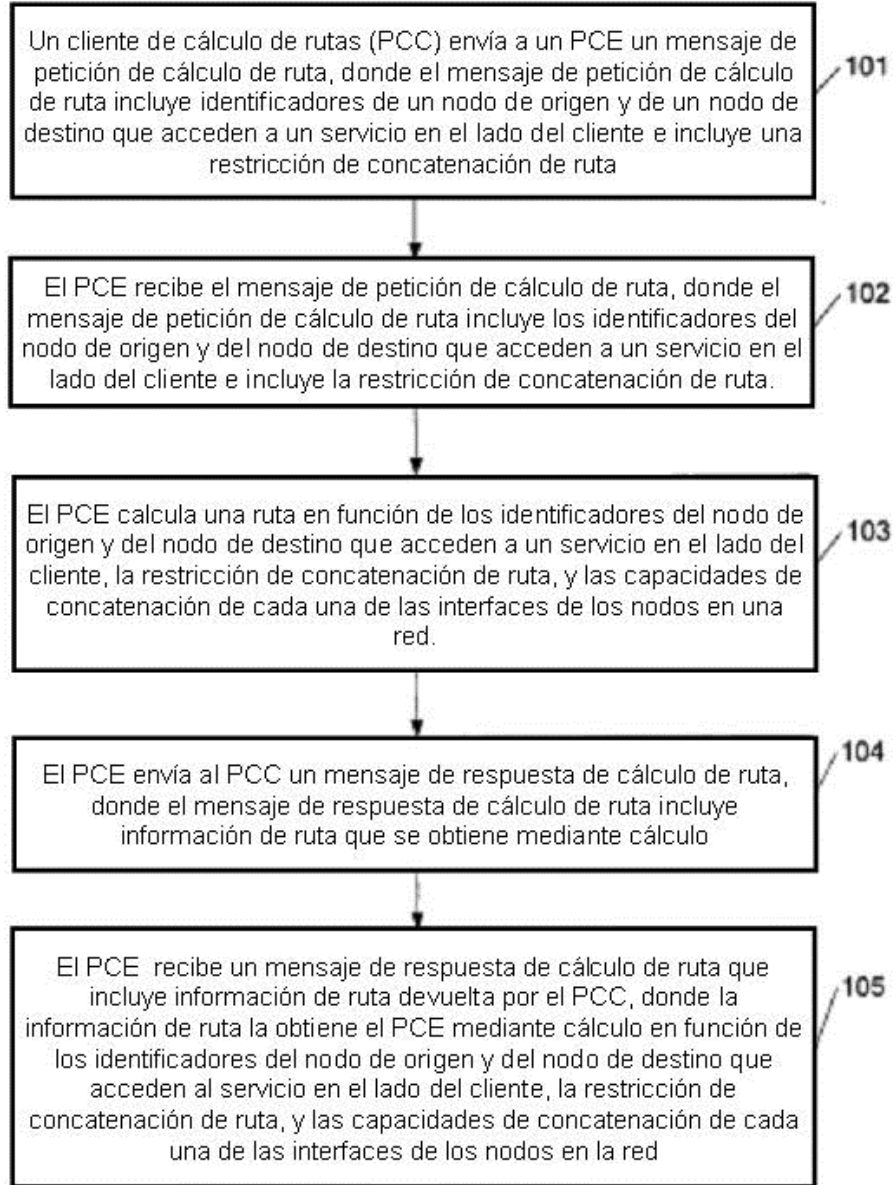 Un cliente de cálculo de rutas (PCC) envía a un PCE un mensaje de
petición de cálculo de ruta, donde el mensaje de petición de cálculo
de ruta incluye identificadores de un nodo de origen y de un nodo de
destino que acceden a un servicio en el lado del cliente e incluye una
restricción de concatenación de ruta
101
El PCE recibe el mensaje de petición de cálculo de ruta, donde el
mensaje de petición de cálculo de ruta incluye los identificadores del
nodo de origen y del nodo de destino que acceden a un servicio en el
lado del cliente e incluye la restricción de concatenación de ruta.
102
El PCE calcula una ruta en función de los identificadores del nodo de
origen y del nodo de destino que acceden a un servicio en el lado del
cliente, la restricción de concatenación de ruta, y las capacidades de
concatenación de cada una de las interfaces de los nodos en una
red.
103
El PCE envía al PCC un mensaje de respuesta de cálculo de ruta,
donde el mensaje de respuesta de cálculo de ruta incluye
información de ruta que se obtiene mediante cálculo
104
El PCE recibe un mensaje de respuesta de cálculo de ruta que
incluye información de ruta devuelta por el PCC, donde la
información de ruta la obtiene el PCE mediante cálculo en función de
los identificadores del nodo de origen y del nodo de destino que
acceden al servicio en el lado del cliente, la restricción de
concatenación de ruta, y las capacidades de concatenación de cada
una de las interfaces de los nodos en la red
105